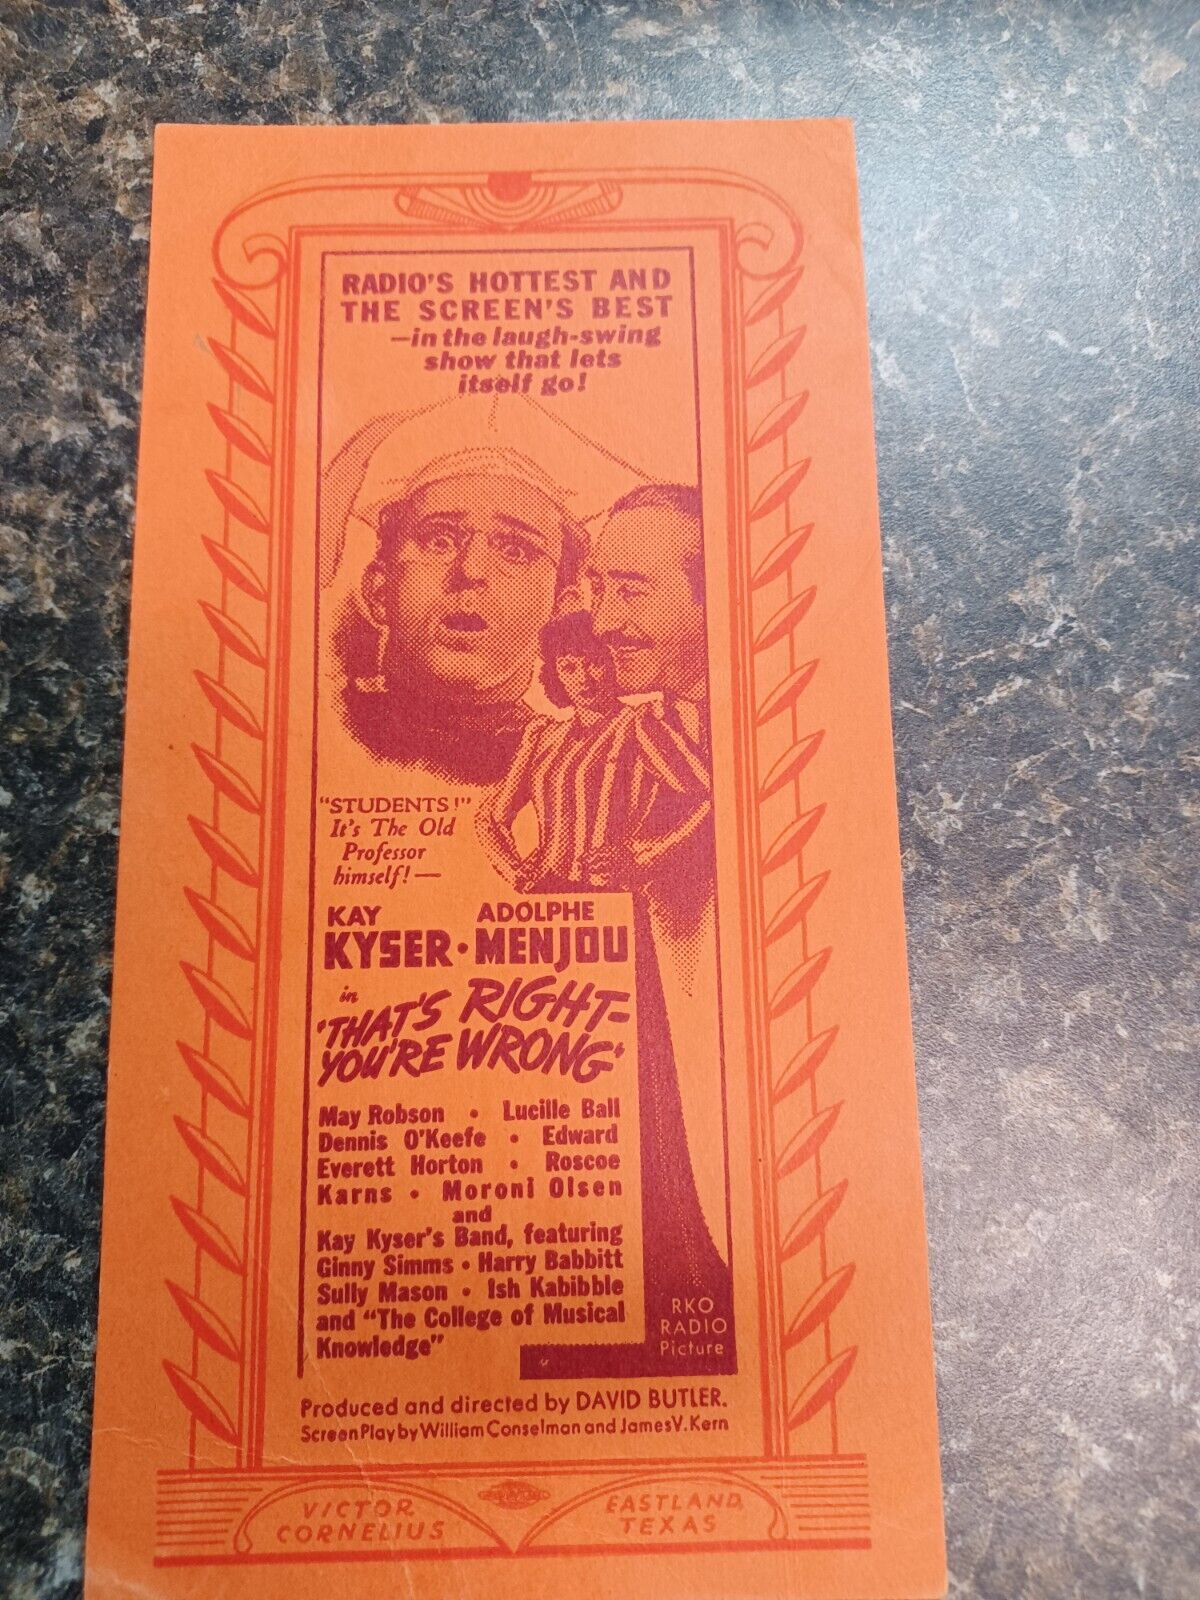 RADIO'S HOTTEST AND
THE SCREEN'S BEST
—in the laugh-swing
show that lets
itself go!
"STUDENTS!"
It's The Old
Professor
himself!—
KAY ADOLPHE
KYSER • MENJOU
in
'THAT'S RIGHT-
YOU'RE WRONG'
May Robson • Lucille Ball
Dennis O'Keefe • Edward
Everett Horton • Roscoe
Karns • Moroni Olsen
and
Kay Kyser's Band, featuring
Ginny Simms • Harry Babbitt
Sully Mason • Ish Kabibble
and "The College of Musical
Knowledge"
RKO
RADIO
Picture
Produced and directed by DAVID BUTLER.
Screen Play by William Conselman and James V. Kern
VICTOR
CORNELIUS
EASTLAND,
TEXAS